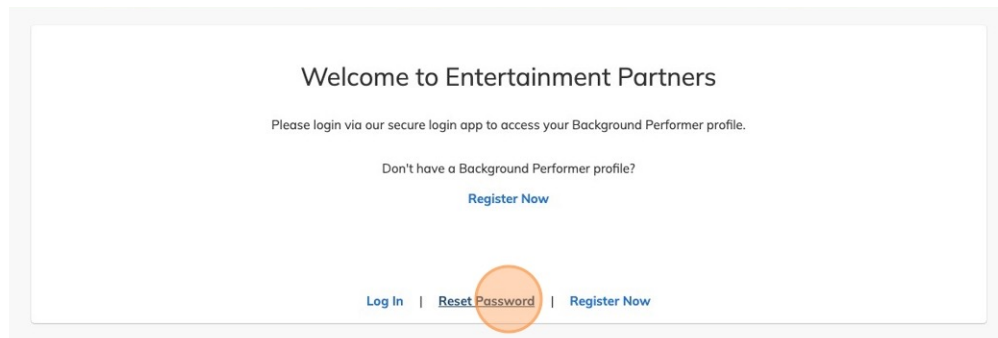 Welcome to Entertainment Partners
Please login via our secure login app to access your Background Performer profile.
Don't have a Background Performer profile?
Register Now
Log In | Reset Password | Register Now